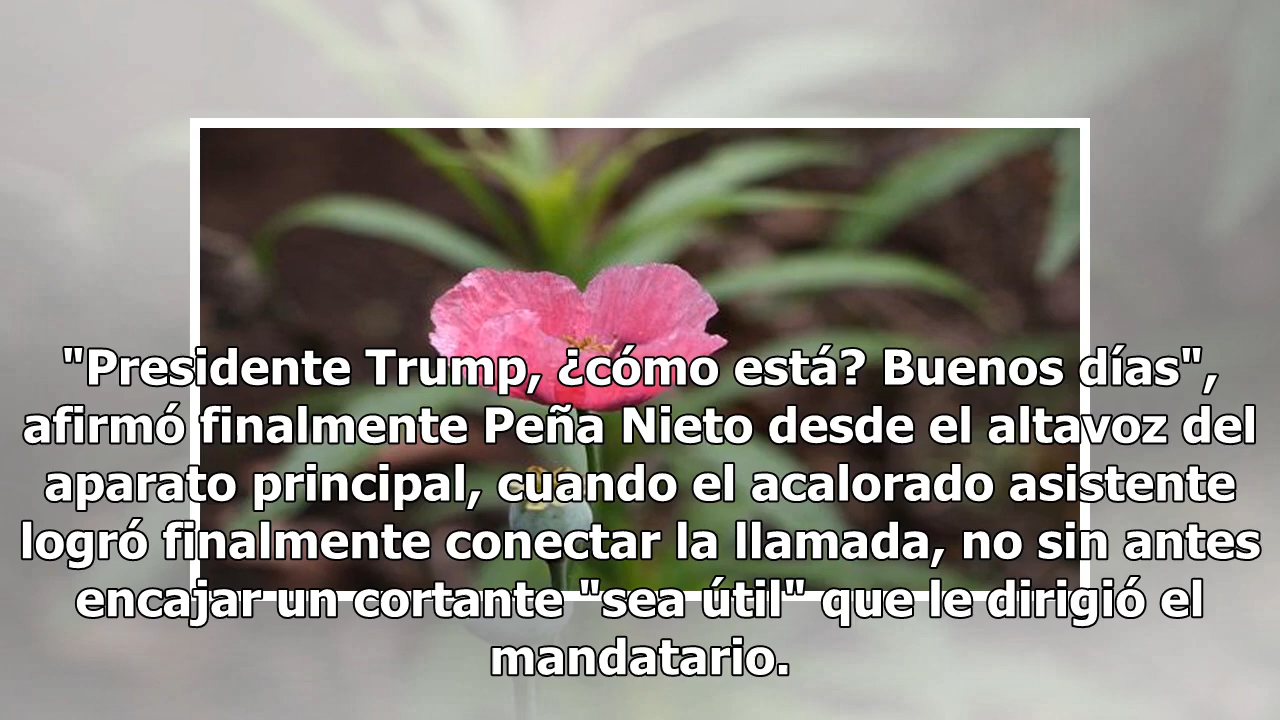 "Presidente Trump, ¿cómo está? Buenos días",
afirmó finalmente Peña Nieto desde el altavoz del
aparato principal, cuando el acalorado asistente
logró finalmente conectar la llamada, no sin antes
encajar un cortante "sea útil" que le dirigió el
mandatario.